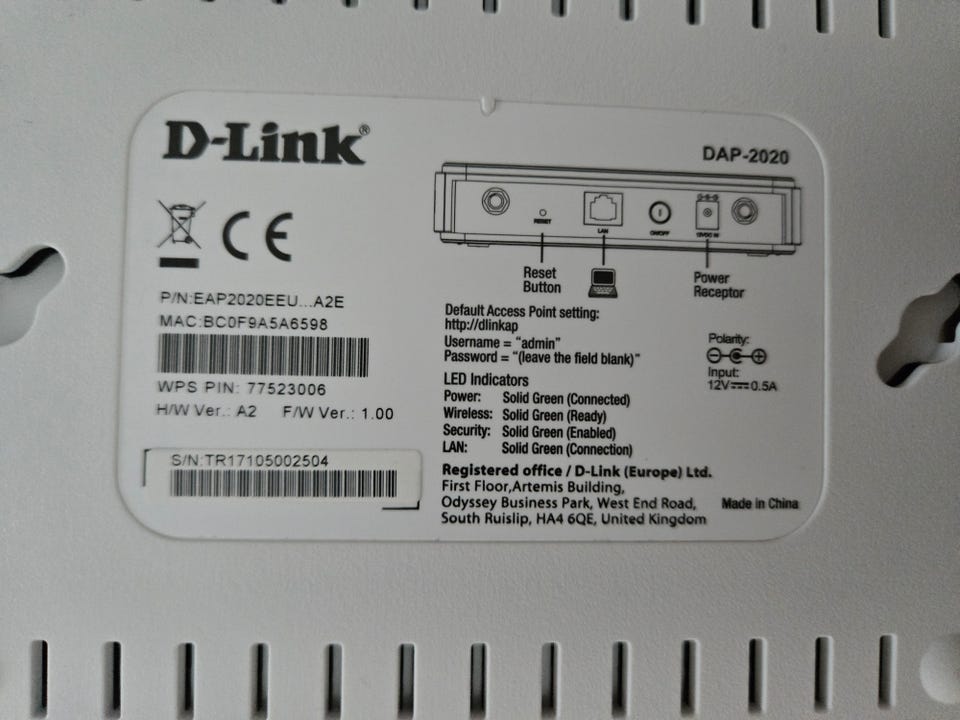 D-Link®
DAP-2020
RESET
LAN
ON/OFF
12VDC IN
Reset
Button
Power
Receptor
P/N:EAP2020EEU...A2E
MAC:BC0F9A5A6598
WPS PIN: 77523006
H/W Ver.: A2 F/W Ver.: 1.00
S/N:TR17105002504
Default Access Point setting:
http://dlinkap
Username = "admin"
Password = "(leave the field blank)"
Polarity:
Input:
12V⎓0.5A
LED Indicators
Power: Solid Green (Connected)
Wireless: Solid Green (Ready)
Security: Solid Green (Enabled)
LAN: Solid Green (Connection)
Registered office / D-Link (Europe) Ltd.
First Floor,Artemis Building,
Odyssey Business Park, West End Road,
South Ruislip, HA4 6QE, United Kingdom
Made in China